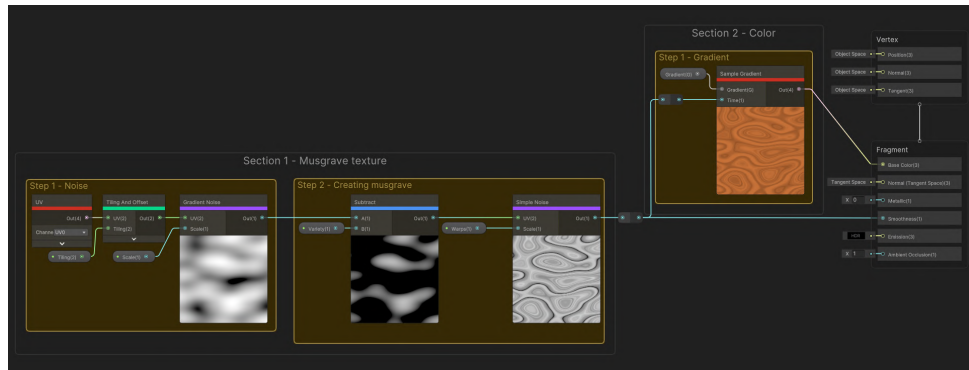 Section 2 - Color
Step 1 - Gradient
Gradient(G)
Sample Gradient
Gradient(G) Out(4)
Time(1)
Vertex
Object Space Position(3)
Object Space Normal(3)
Object Space Tangent(3)
Fragment
Base Color(3)
Tangent Space Normal (Tangent Space)(3)
X 0 Metallic(1)
Smoothness(1)
HDR Emission(3)
X 1 Ambient Occlusion(1)
Section 1 - Musgrave texture
Step 1 - Noise
UV
Out(4)
Channe UV0
Tiling And Offset
UV(2) Out(2)
Tiling(2)
Tiling(2)
Scale(1)
Gradient Noise
UV(2) Out(1)
Scale(1)
Step 2 - Creating musgrave
Subtract
A(1) Out(1)
B(1)
Simple Noise
UV(2) Out(1)
Scale(1)